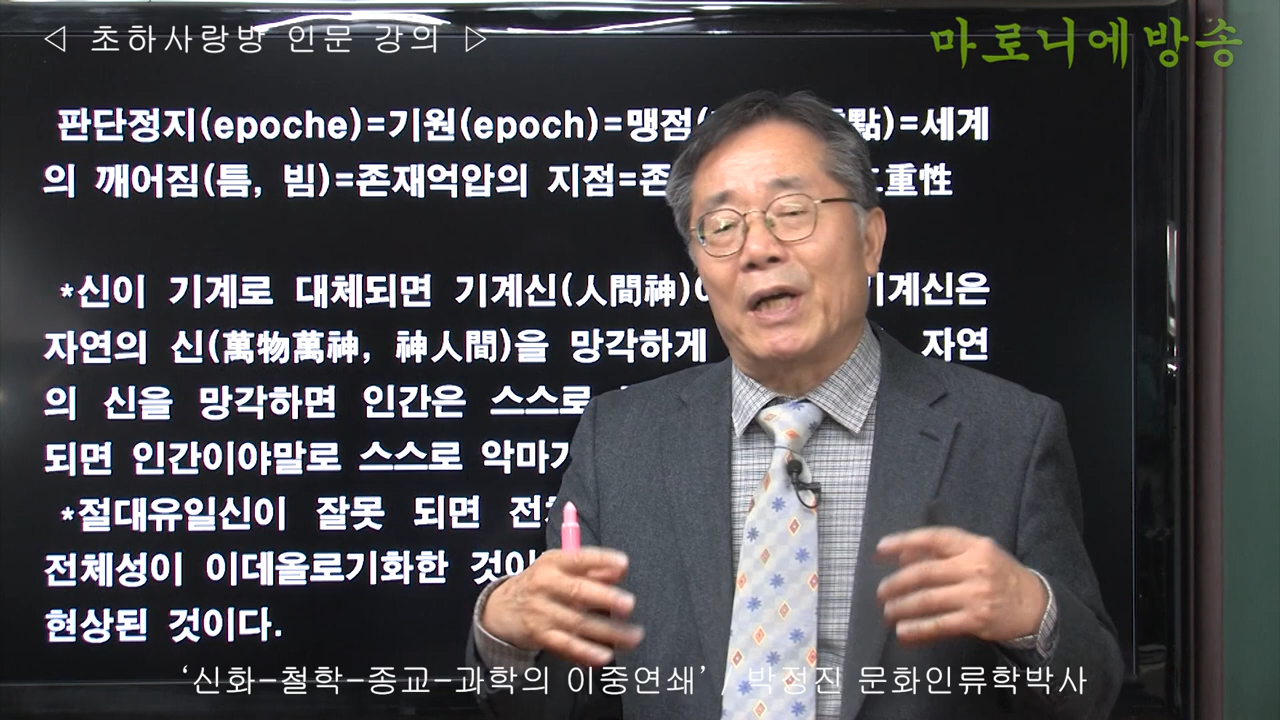 ◁ 초하사랑방 인문 강의 ▷
마로니에방송
판단정지(epoche)=기원(epoch)=맹점( 點)=세계
의 깨어짐(틈, 빔)=존재억압의 지점=존 重性
*신이 기계로 대체되면 기계신(人間神) 기계신은
자연의 신(萬物萬神, 神人間)을 망각하게 자연
의 신을 망각하면 인간은 스스로
되면 인간이야말로 스스로 악마가
*절대유일신이 잘못 되면 전체
전체성이 이데올로기화한 것이
현상된 것이다.
'신화-철학-종교-과학의 이중연쇄' / 박정진 문화인류학박사